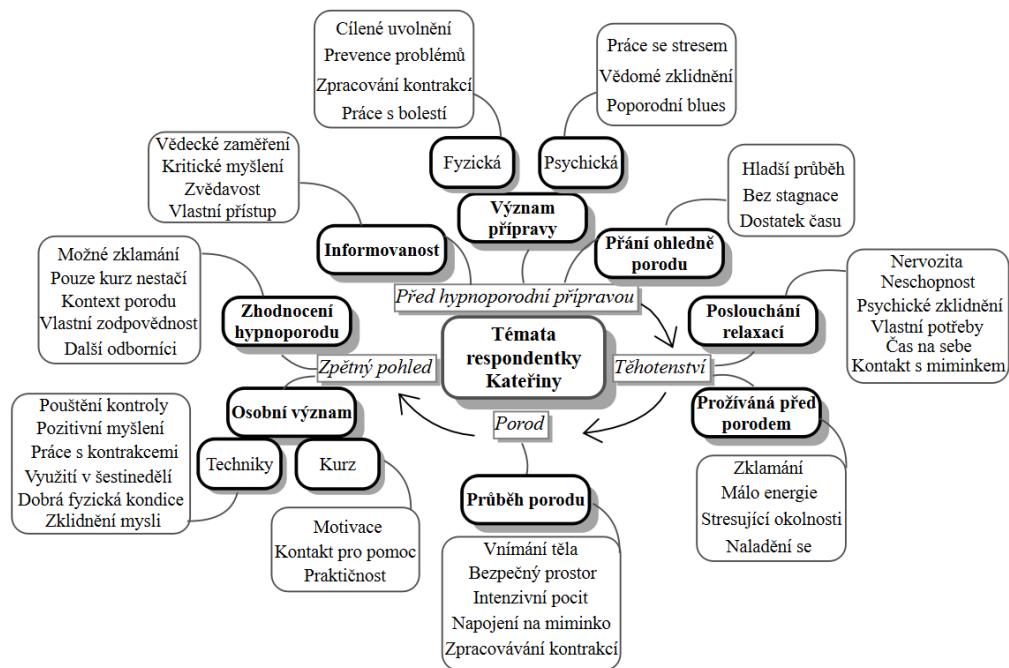 Cílené uvolnění
Prevence problémů
Zpracování kontrakcí
Práce s bolestí
Práce se stresem
Vědomé zklidnění
Poporodní blues
Fyzická
Psychická
Význam
přípravy
Vědecké zaměření
Kritické myšlení
Zvědavost
Vlastní přístup
Informovanost
Hladší průběh
Bez stagnace
Dostatek času
Přání ohledně
porodu
Před hypnoporodní přípravou
Témata
respondentky
Kateřiny
Těhotenství
Poslouchání
relaxací
Nervozita
Neschopnost
Psychické zklidnění
Vlastní potřeby
Čas na sebe
Kontakt s miminkem
Prožíváná před
porodem
Zklamání
Málo energie
Stresující okolnosti
Naladění se
Porod
Průběh porodu
Vnímání těla
Bezpečný prostor
Intenzivní pocit
Napojení na miminko
Zpracovávání kontrakcí
Zpětný pohled
Zhodnocení
hypnoporodu
Možné zklamání
Pouze kurz nestačí
Kontext porodu
Vlastní zodpovědnost
Další odborníci
Osobní význam
Techniky
Kurz
Pouštění kontroly
Pozitivní myšlení
Práce s kontrakcemi
Využití v šestinedělí
Dobrá fyzická kondice
Zklidnění mysli
Motivace
Kontakt pro pomoc
Praktičnost